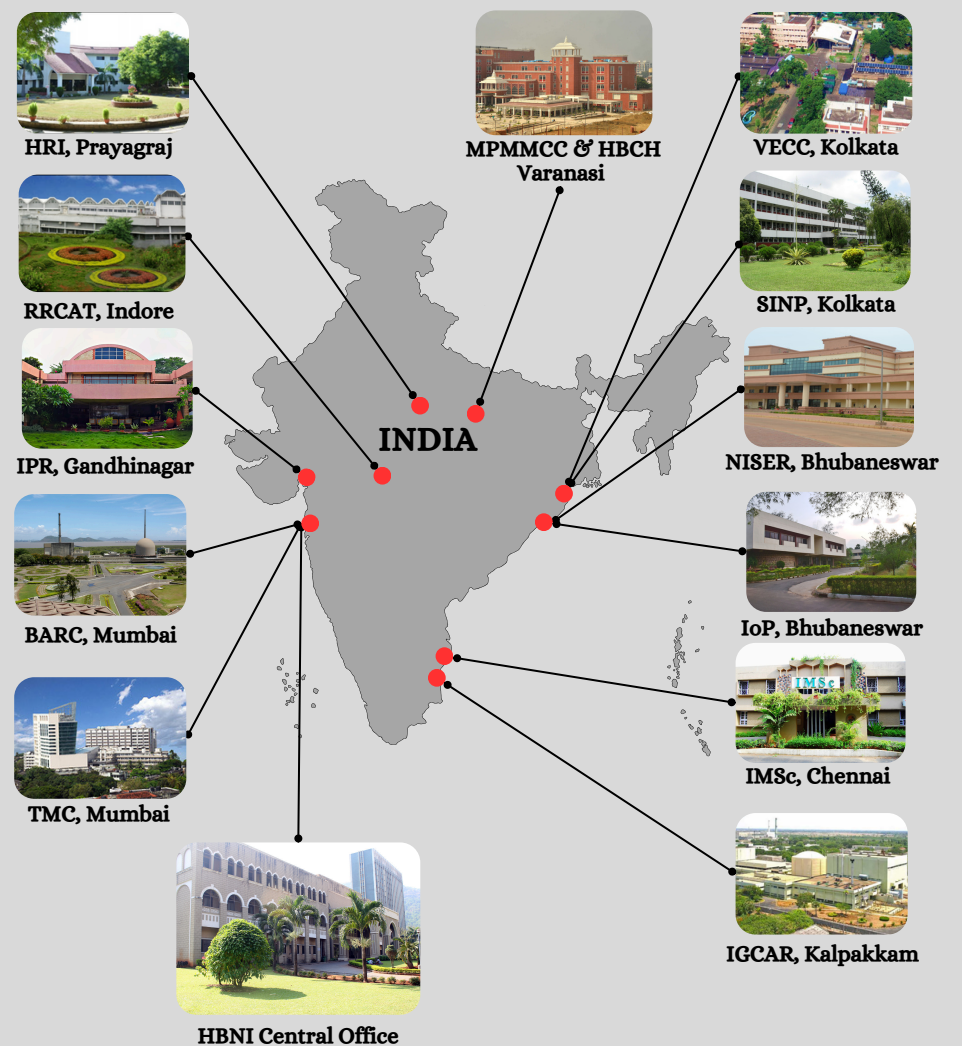 HRI, Prayagraj
MPMMCC & HBCH
Varanasi
VECC, Kolkata
RRCAT, Indore
SINP, Kolkata
IPR, Gandhinagar
INDIA
NISER, Bhubaneswar
BARC, Mumbai
IoP, Bhubaneswar
IMSc
IMSc, Chennai
TMC, Mumbai
IGCAR, Kalpakkam
HBNI Central Office